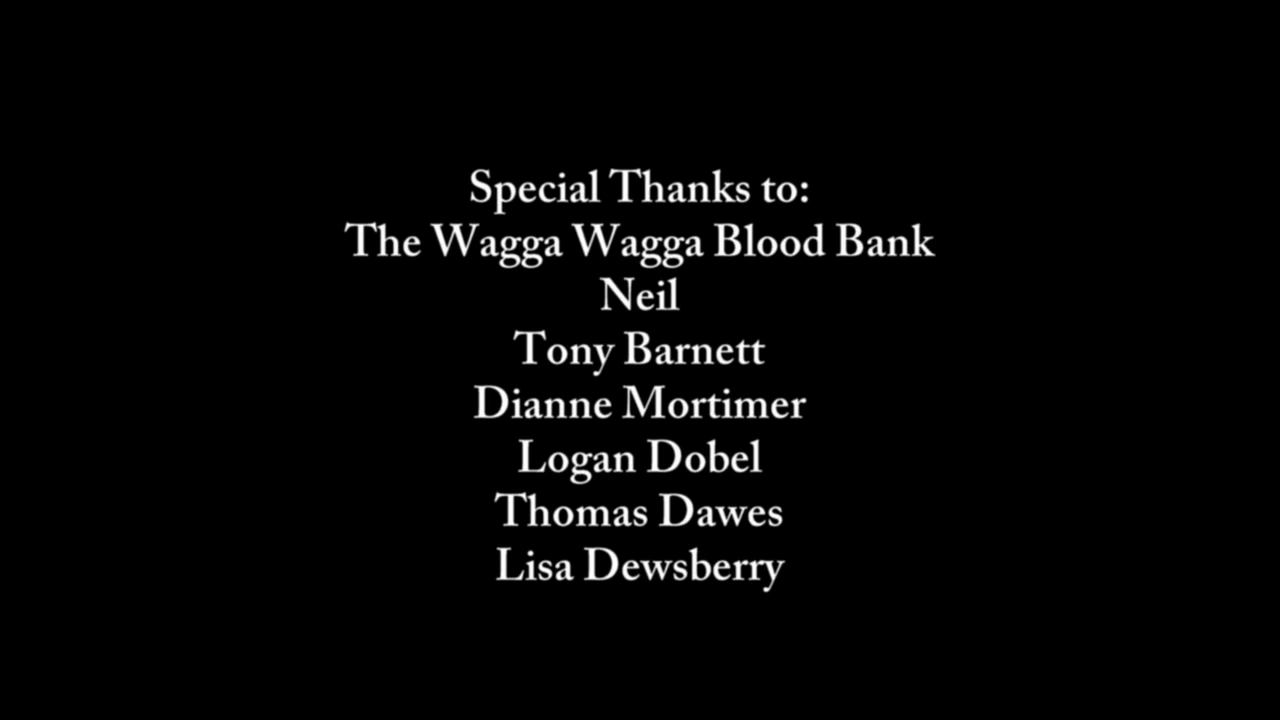 Special Thanks to:
The Wagga Wagga Blood Bank
Neil
Tony Barnett
Dianne Mortimer
Logan Dobel
Thomas Dawes
Lisa Dewsberry